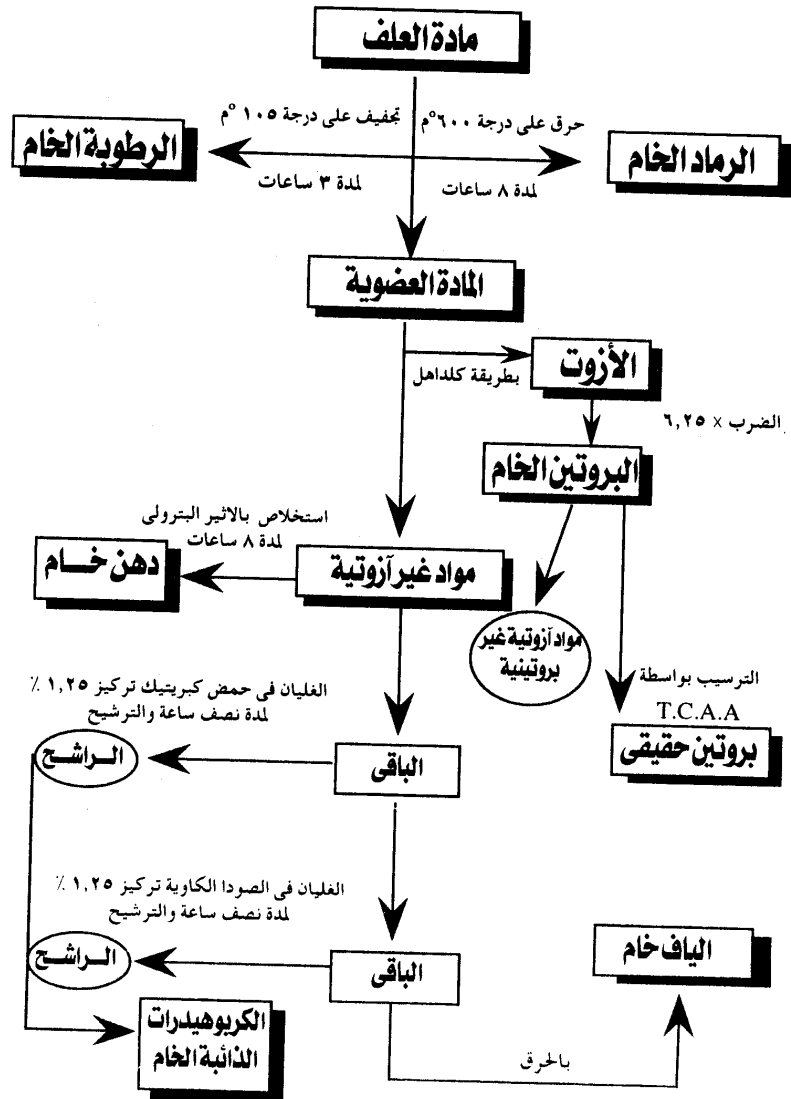 مادة العلف
حرق على درجة ٦٠٠°م
تجفيف على درجة ١٠٥ °م
الرماد الخام
الرطوبة الخام
لمدة ٨ ساعات
لمدة ٣ ساعات
المادة العضوية
الأزوت
بطريقة كلداهل
الضرب × ٦,٢٥
البروتين الخام
استخلاص بالاثير البترولى
لمدة ٨ ساعات
مواد غير آزوتية
دهن خــام
مواد آزوتية غير
بروتينية
الترسيب بواسطة
T.C.A.A
بروتين حقيقى
الغليان فى حمض كبريتيك تركيز ١,٢٥ ٪
لمدة نصف ساعة والترشيح
الباقى
الــراشــح
الغليان فى الصودا الكاوية تركيز ١,٢٥ ٪
لمدة نصف ساعة والترشيح
الياف خام
الباقى
الــراشــح
الكربوهيدرات
الذائبة الخام
بالحرق